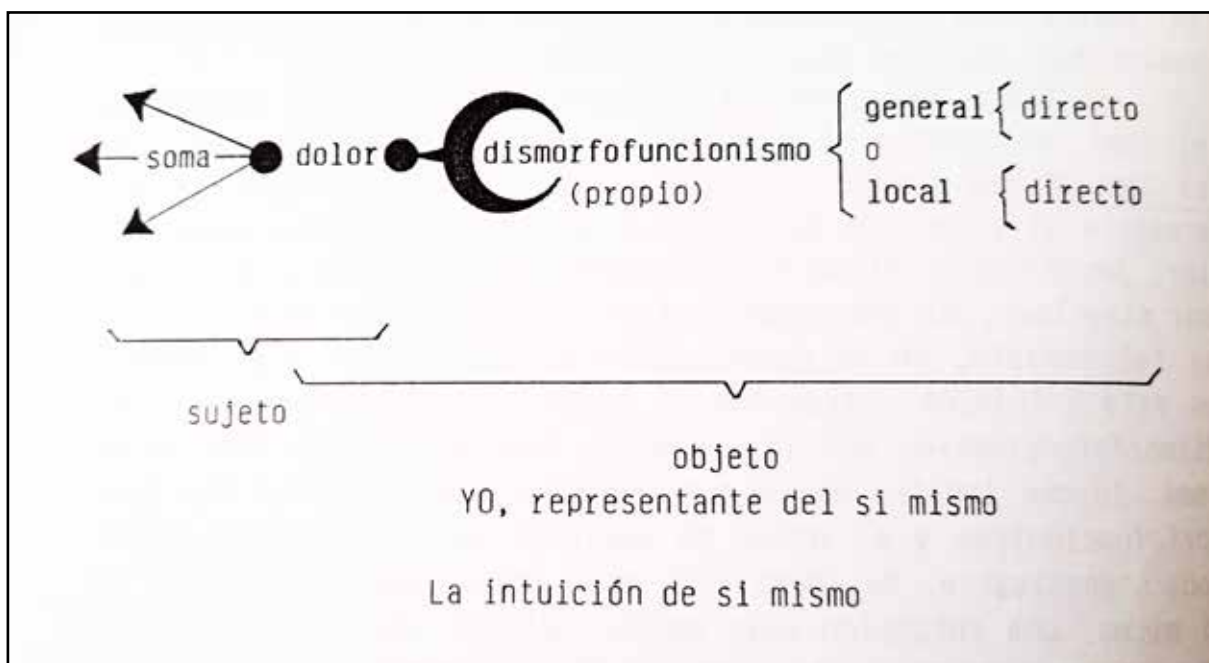 general { directo
soma dolor dismorfofuncionismo { o
(propio)
local { directo
sujeto
objeto
YO, representante del si mismo
La intuición de si mismo